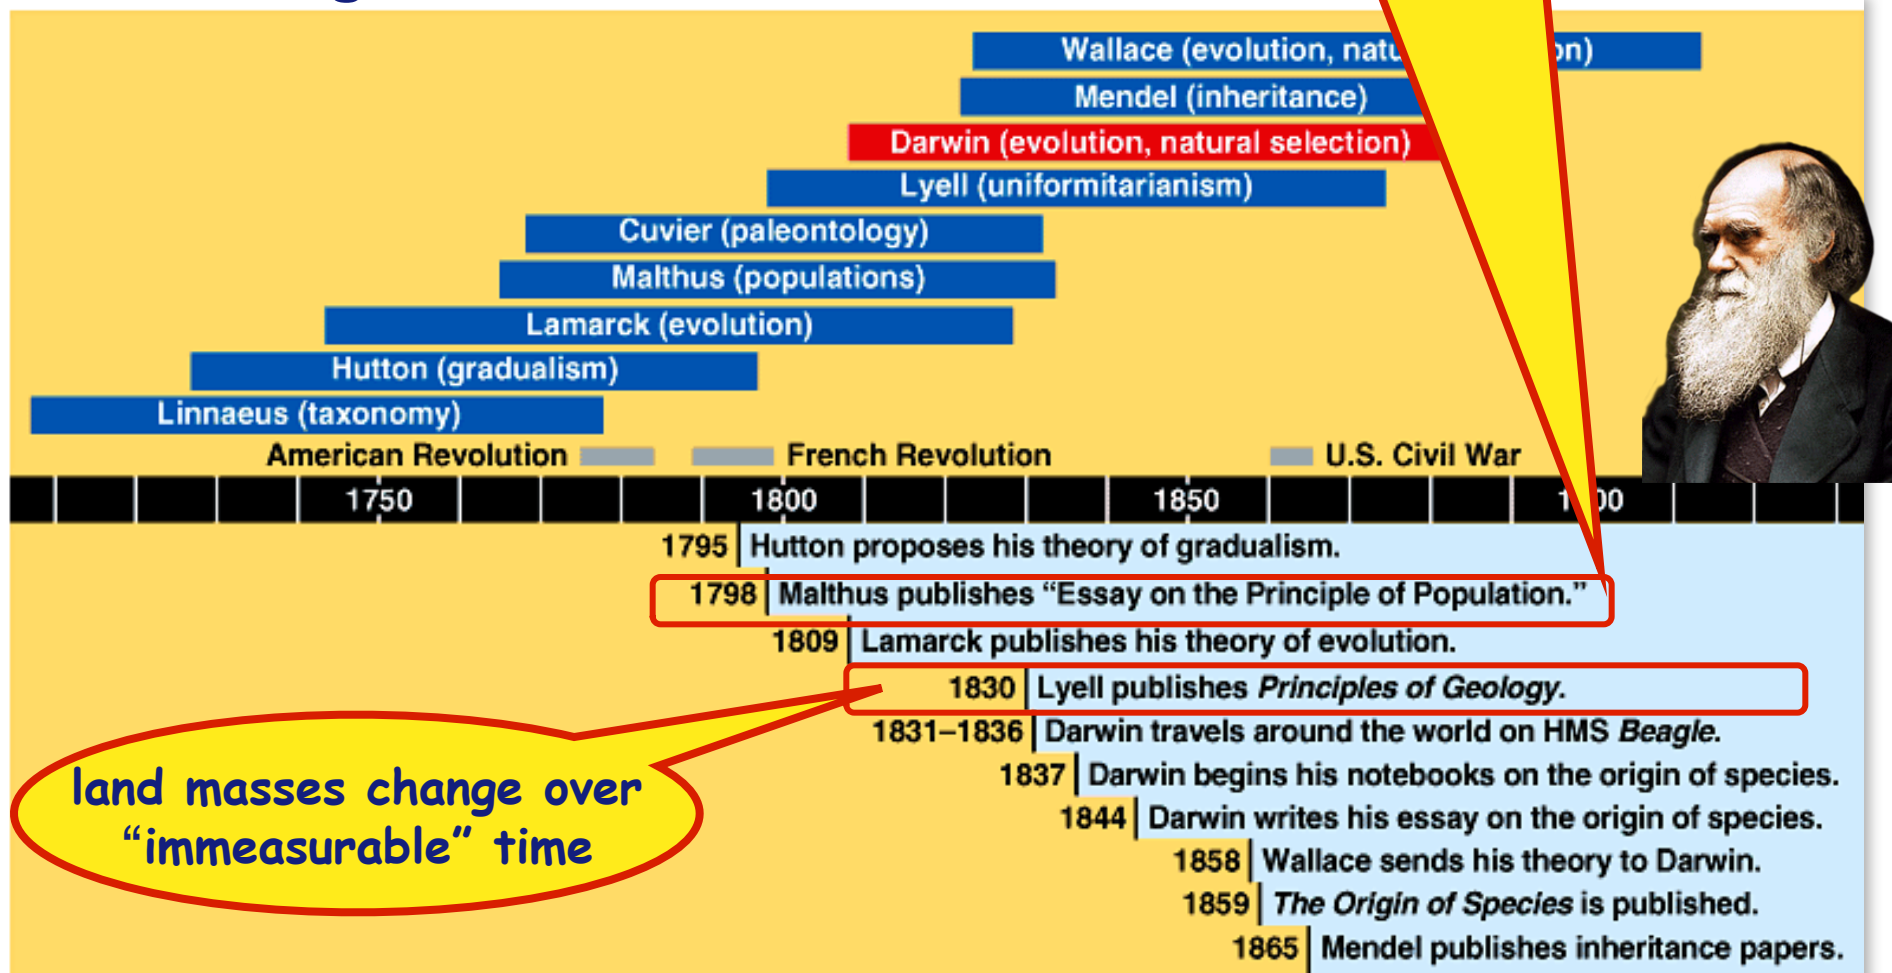 Wallace (evolution, natu on)
Mendel (inheritance)
Darwin (evolution, natural selection)
Lyell (uniformitarianism)
Cuvier (paleontology)
Malthus (populations)
Lamarck (evolution)
Hutton (gradualism)
Linnaeus (taxonomy)
American Revolution French Revolution U.S. Civil War
1750 1800 1850
1795 Hutton proposes his theory of gradualism.
1798 Malthus publishes “Essay on the Principle of Population.”
1809 Lamarck publishes his theory of evolution.
1830 Lyell publishes Principles of Geology.
1831–1836 Darwin travels around the world on HMS Beagle.
1837 Darwin begins his notebooks on the origin of species.
1844 Darwin writes his essay on the origin of species.
1858 Wallace sends his theory to Darwin.
1859 The Origin of Species is published.
1865 Mendel publishes inheritance papers.
land masses change over
“immeasurable” time